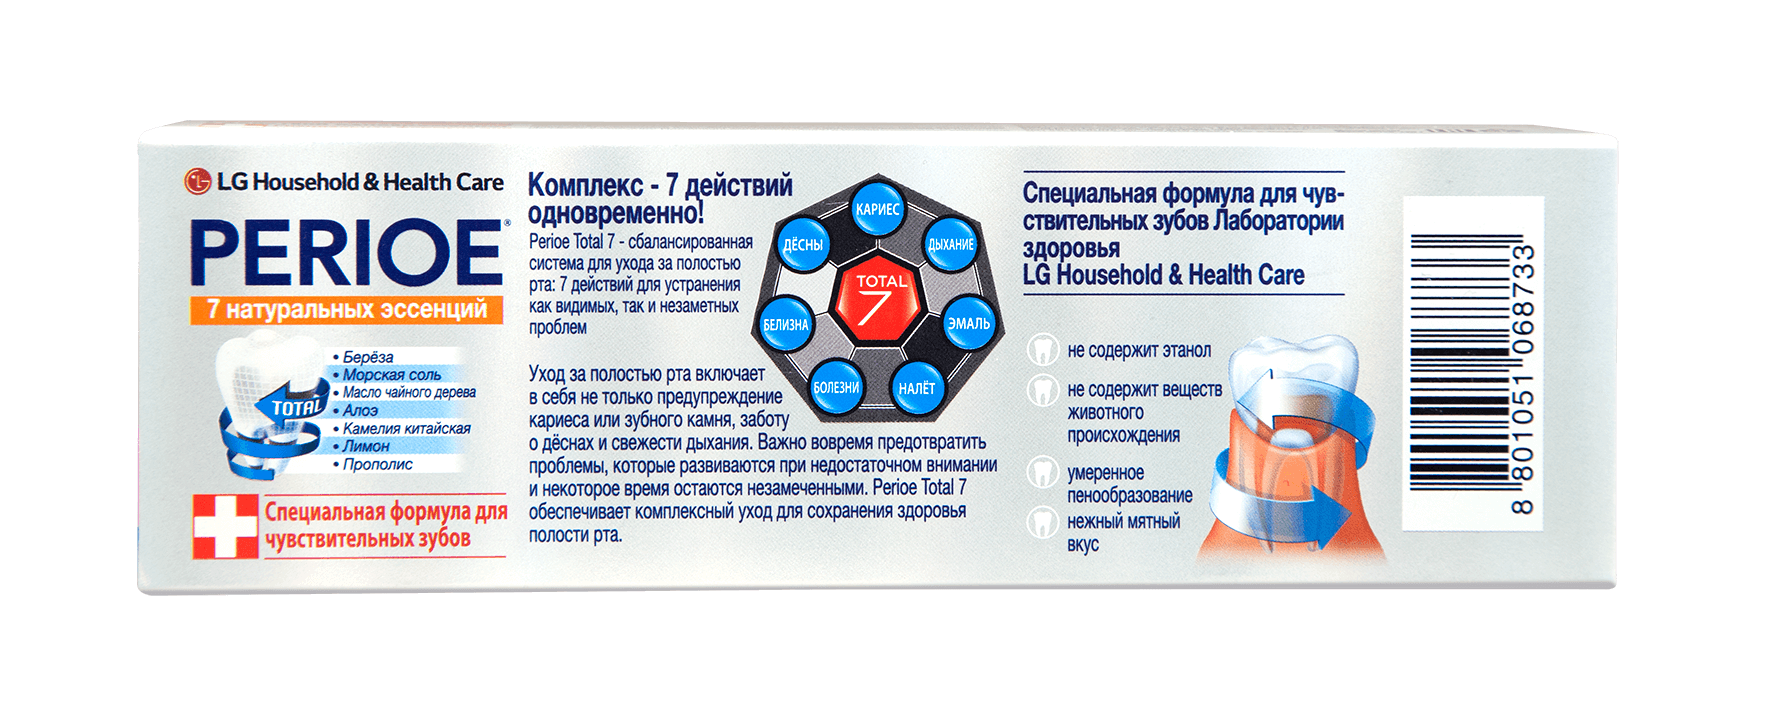 LG Household & Health Care
PERIOE®
7 натуральных эссенций
• Берёза
• Морская соль
• Масло чайного дерева
• Алоэ
• Камелия китайская
• Лимон
• Прополис
TOTAL
Специальная формула для
чувствительных зубов
Комплекс - 7 действий
одновременно!
Perioe Total 7 - сбалансированная
система для ухода за полостью
рта: 7 действий для устранения
как видимых, так и незаметных
проблем
Уход за полостью рта включает
в себя не только предупреждение
кариеса или зубного камня, заботу
о дёснах и свежести дыхания. Важно вовремя предотвратить
проблемы, которые развиваются при недостаточном внимании
и некоторое время остаются незамеченными. Perioe Total 7
обеспечивает комплексный уход для сохранения здоровья
полости рта.
КАРИЕС
ДЁСНЫ
ДЫХАНИЕ
TOTAL
7
БЕЛИЗНА
ЭМАЛЬ
БОЛЕЗНИ
НАЛЁТ
Специальная формула для чув-
ствительных зубов Лаборатории
здоровья
LG Household & Health Care
не содержит этанол
не содержит веществ
животного
происхождения
умеренное
пенообразование
нежный мятный
вкус
8 801051 068733